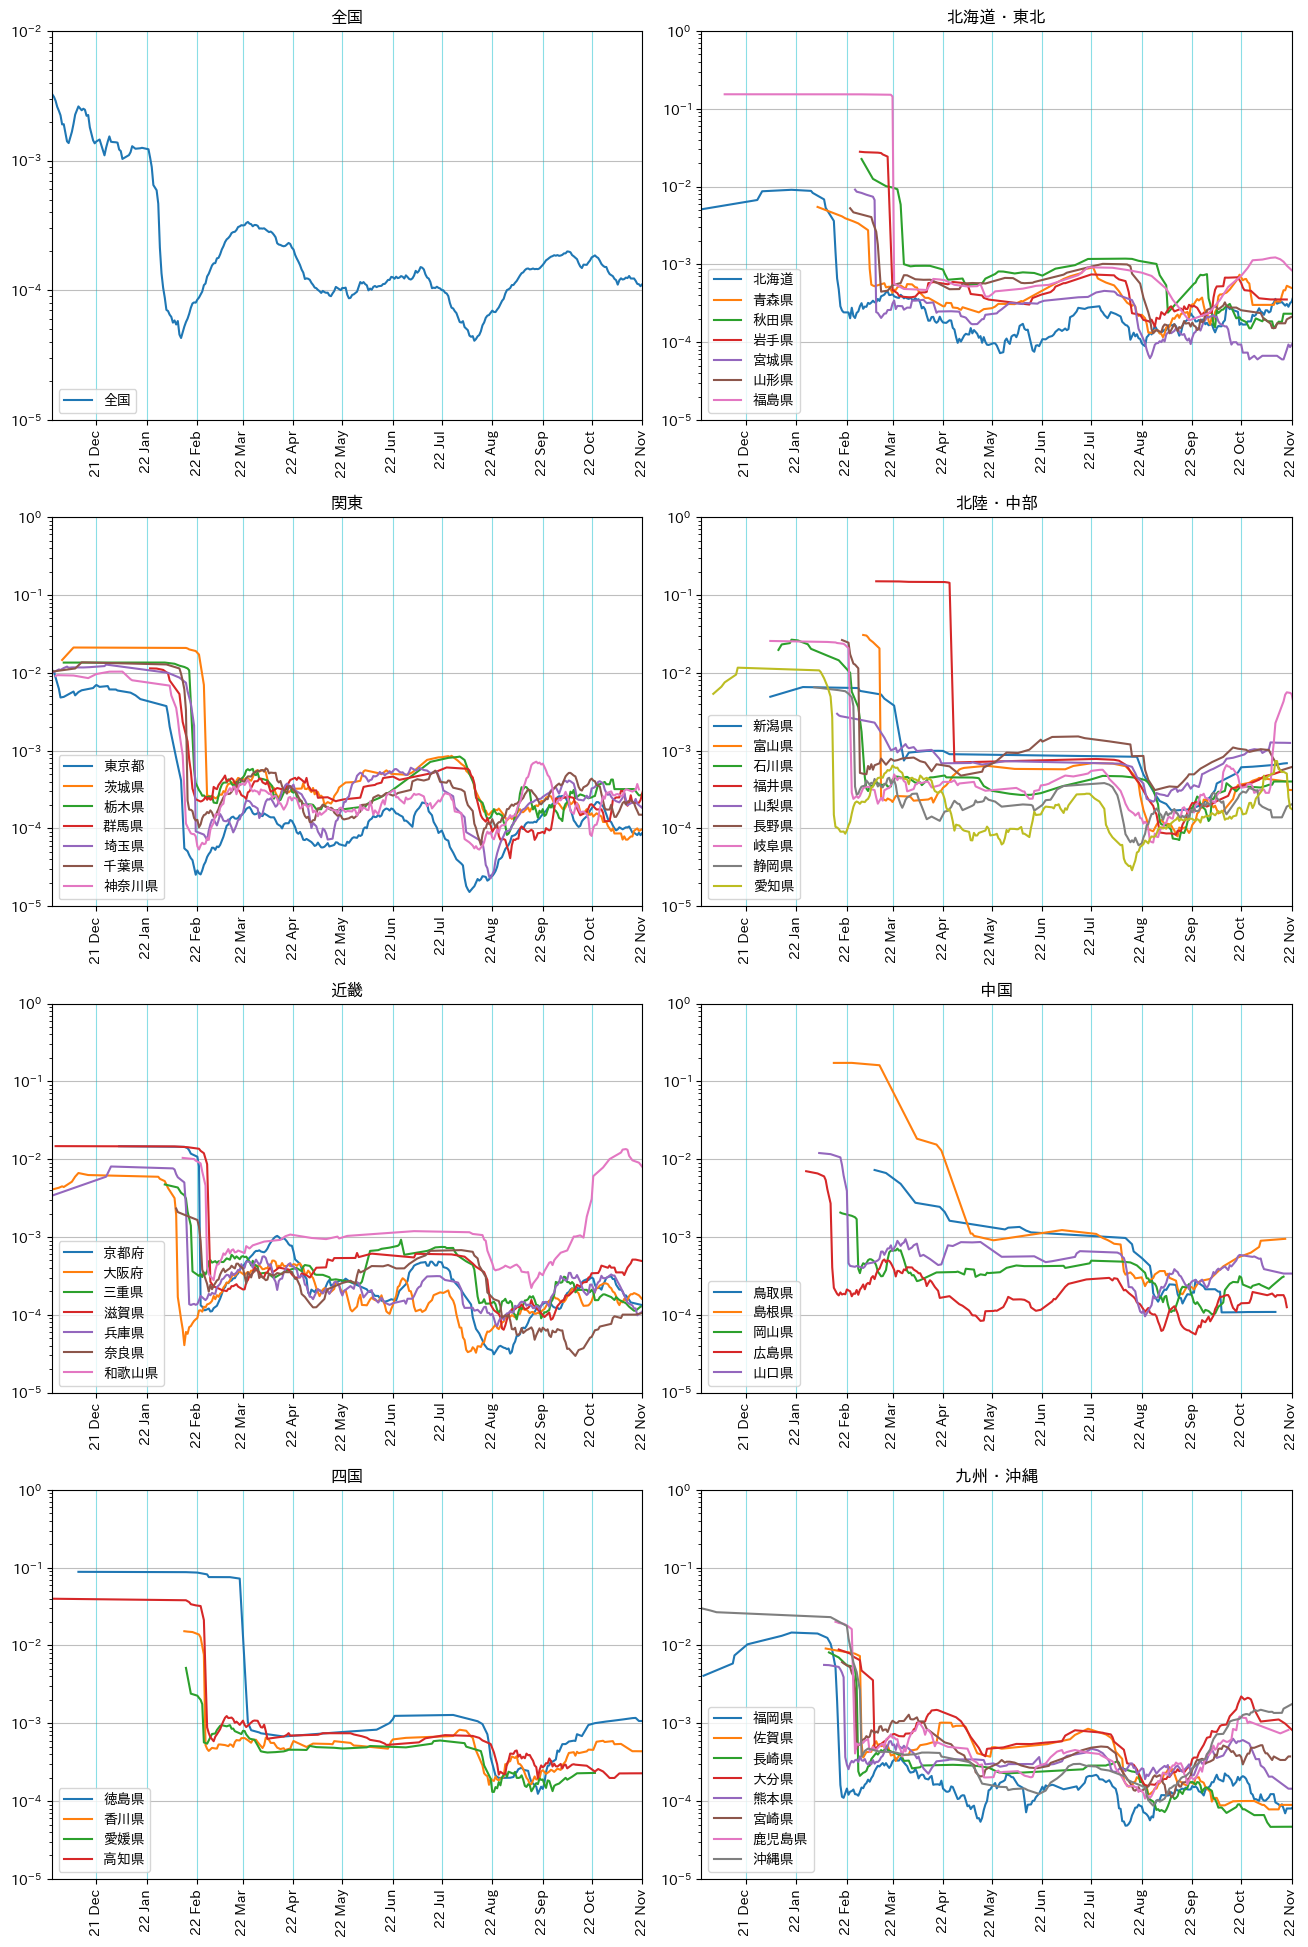 全国
10⁻²
10⁻³
10⁻⁴
10⁻⁵
全国
21 Dec
22 Jan
22 Feb
22 Mar
22 Apr
22 May
22 Jun
22 Jul
22 Aug
22 Sep
22 Oct
22 Nov
北海道・東北
10⁰
10⁻¹
10⁻²
10⁻³
10⁻⁴
10⁻⁵
北海道
青森県
秋田県
岩手県
宮城県
山形県
福島県
21 Dec
22 Jan
22 Feb
22 Mar
22 Apr
22 May
22 Jun
22 Jul
22 Aug
22 Sep
22 Oct
22 Nov
関東
10⁰
10⁻¹
10⁻²
10⁻³
10⁻⁴
10⁻⁵
東京都
茨城県
栃木県
群馬県
埼玉県
千葉県
神奈川県
21 Dec
22 Jan
22 Feb
22 Mar
22 Apr
22 May
22 Jun
22 Jul
22 Aug
22 Sep
22 Oct
22 Nov
北陸・中部
10⁰
10⁻¹
10⁻²
10⁻³
10⁻⁴
10⁻⁵
新潟県
富山県
石川県
福井県
山梨県
長野県
岐阜県
静岡県
愛知県
21 Dec
22 Jan
22 Feb
22 Mar
22 Apr
22 May
22 Jun
22 Jul
22 Aug
22 Sep
22 Oct
22 Nov
近畿
10⁰
10⁻¹
10⁻²
10⁻³
10⁻⁴
10⁻⁵
京都府
大阪府
三重県
滋賀県
兵庫県
奈良県
和歌山県
21 Dec
22 Jan
22 Feb
22 Mar
22 Apr
22 May
22 Jun
22 Jul
22 Aug
22 Sep
22 Oct
22 Nov
中国
10⁰
10⁻¹
10⁻²
10⁻³
10⁻⁴
10⁻⁵
鳥取県
島根県
岡山県
広島県
山口県
21 Dec
22 Jan
22 Feb
22 Mar
22 Apr
22 May
22 Jun
22 Jul
22 Aug
22 Sep
22 Oct
22 Nov
四国
10⁰
10⁻¹
10⁻²
10⁻³
10⁻⁴
10⁻⁵
徳島県
香川県
愛媛県
高知県
21 Dec
22 Jan
22 Feb
22 Mar
22 Apr
22 May
22 Jun
22 Jul
22 Aug
22 Sep
22 Oct
22 Nov
九州・沖縄
10⁰
10⁻¹
10⁻²
10⁻³
10⁻⁴
10⁻⁵
福岡県
佐賀県
長崎県
大分県
熊本県
宮崎県
鹿児島県
沖縄県
21 Dec
22 Jan
22 Feb
22 Mar
22 Apr
22 May
22 Jun
22 Jul
22 Aug
22 Sep
22 Oct
22 Nov